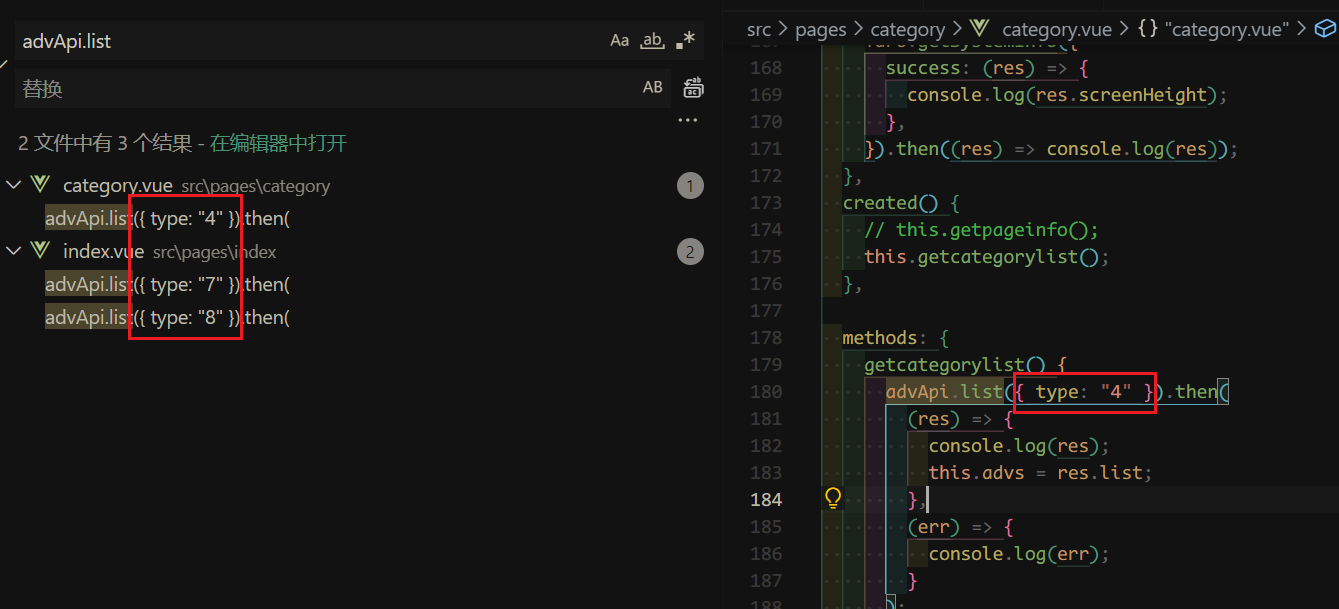 advApi.list
Aa ab .*
替换
AB
2 文件中有 3 个结果 - 在编辑器中打开
category.vue src\pages\category 1
advApi.list({ type: "4" }).then(
index.vue src\pages\index 2
advApi.list({ type: "7" }).then(
advApi.list({ type: "8" }).then(
src > pages > category > category.vue > {} "category.vue" >
168 success: (res) => {
169 console.log(res.screenHeight);
170 },
171 }).then((res) => console.log(res));
172 },
173 created() {
174 // this.getpageinfo();
175 this.getcategorylist();
176 },
177
178 methods: {
179 getcategorylist() {
180 advApi.list({ type: "4" }).then(
181 (res) => {
182 console.log(res);
183 this.advs = res.list;
184 },
185 (err) => {
186 console.log(err);
187 }
188 );